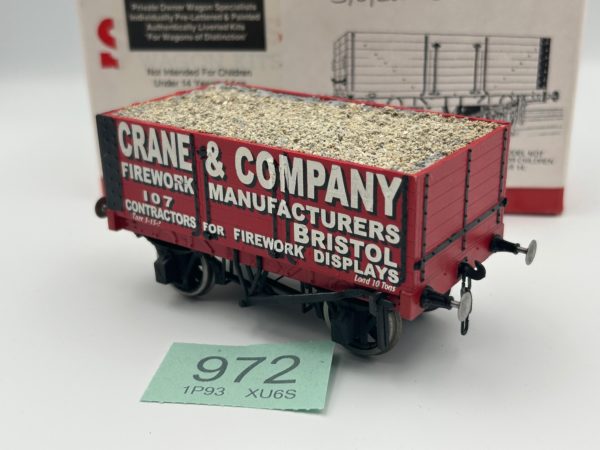 Private Owner Wagon Specialists
Individually Pre-Lettered & Painted
Authentically Liveried Kits
"For Wagons of Distinction"
Not Intended For Children
Under 14 Years
CRANE & COMPANY
FIREWORK MANUFACTURERS
107 BRISTOL
CONTRACTORS FOR FIREWORK DISPLAYS
Load 10 Tons
972
1P93 XU6S